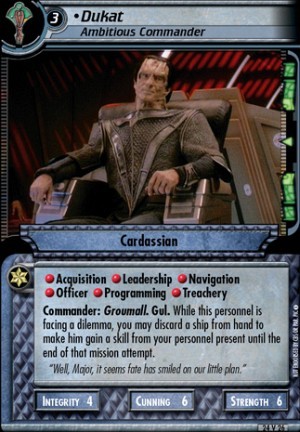 3 • Dukat
Ambitious Commander
Cardassian
• Acquisition • Leadership • Navigation
• Officer • Programming • Treachery
Commander: Groumall. Gul. While this personnel is
facing a dilemma, you may discard a ship from hand to
make him gain a skill from your personnel present until the
end of that mission attempt.
"Well, Major, it seems fate has smiled on our little plan."
INTEGRITY 4 CUNNING 6 STRENGTH 6